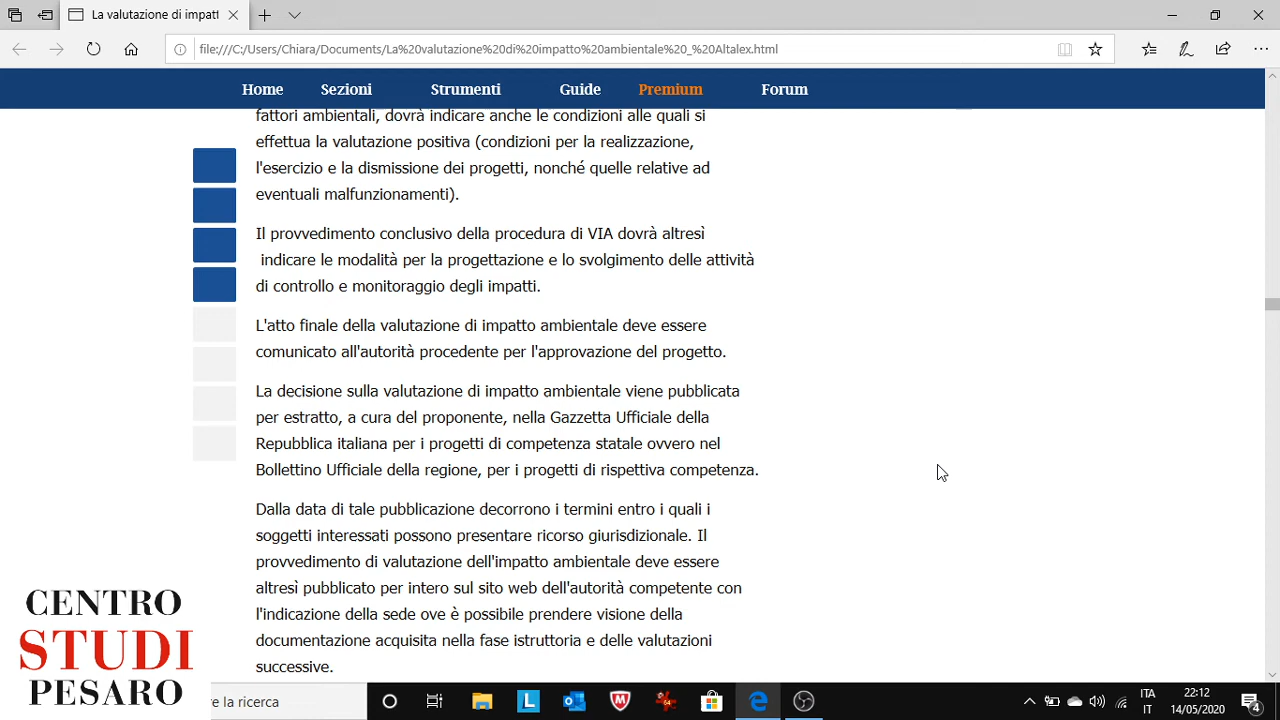 La valutazione di impatt
file:///C:/Users/Chiara/Documents/La%20valutazione%20di%20impatto%20ambientale%20_%20Altalex.html
Home Sezioni Strumenti Guide Premium Forum
fattori ambientali, dovrà indicare anche le condizioni alle quali si
effettua la valutazione positiva (condizioni per la realizzazione,
l'esercizio e la dismissione dei progetti, nonché quelle relative ad
eventuali malfunzionamenti).
Il provvedimento conclusivo della procedura di VIA dovrà altresì
indicare le modalità per la progettazione e lo svolgimento delle attività
di controllo e monitoraggio degli impatti.
L'atto finale della valutazione di impatto ambientale deve essere
comunicato all'autorità procedente per l'approvazione del progetto.
La decisione sulla valutazione di impatto ambientale viene pubblicata
per estratto, a cura del proponente, nella Gazzetta Ufficiale della
Repubblica italiana per i progetti di competenza statale ovvero nel
Bollettino Ufficiale della regione, per i progetti di rispettiva competenza.
Dalla data di tale pubblicazione decorrono i termini entro i quali i
soggetti interessati possono presentare ricorso giurisdizionale. Il
provvedimento di valutazione dell'impatto ambientale deve essere
altresì pubblicato per intero sul sito web dell'autorità competente con
l'indicazione della sede ove è possibile prendere visione della
documentazione acquisita nella fase istruttoria e delle valutazioni
successive.
CENTRO
STUDI
PESARO
re la ricerca
L
64
ITA
IT
22:12
14/05/2020
4